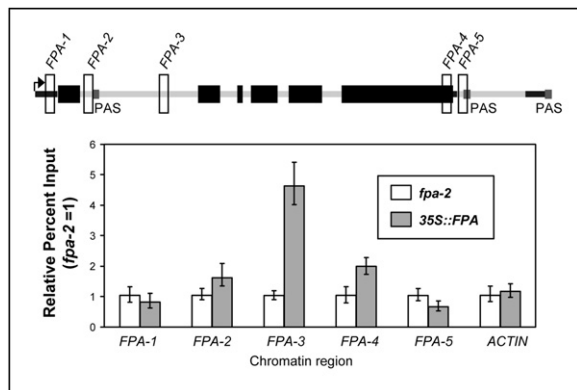 FPA-1
FPA-2
FPA-3
FPA-4
FPA-5
PAS
PAS
PAS
Relative Percent Input
(fpa-2 =1)
6
5
4
3
2
1
0
fpa-2
35S::FPA
FPA-1
FPA-2
FPA-3
FPA-4
FPA-5
ACTIN
Chromatin region